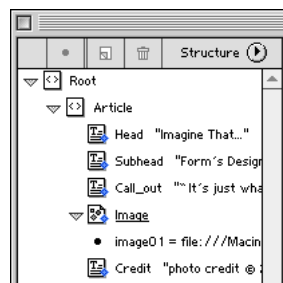 Structure
Root
Article
Head "Imagine That..."
Subhead "Form's Design
Call_out "~It's just wha
Image
image01 = file:///Macin
Credit "photo credit ©